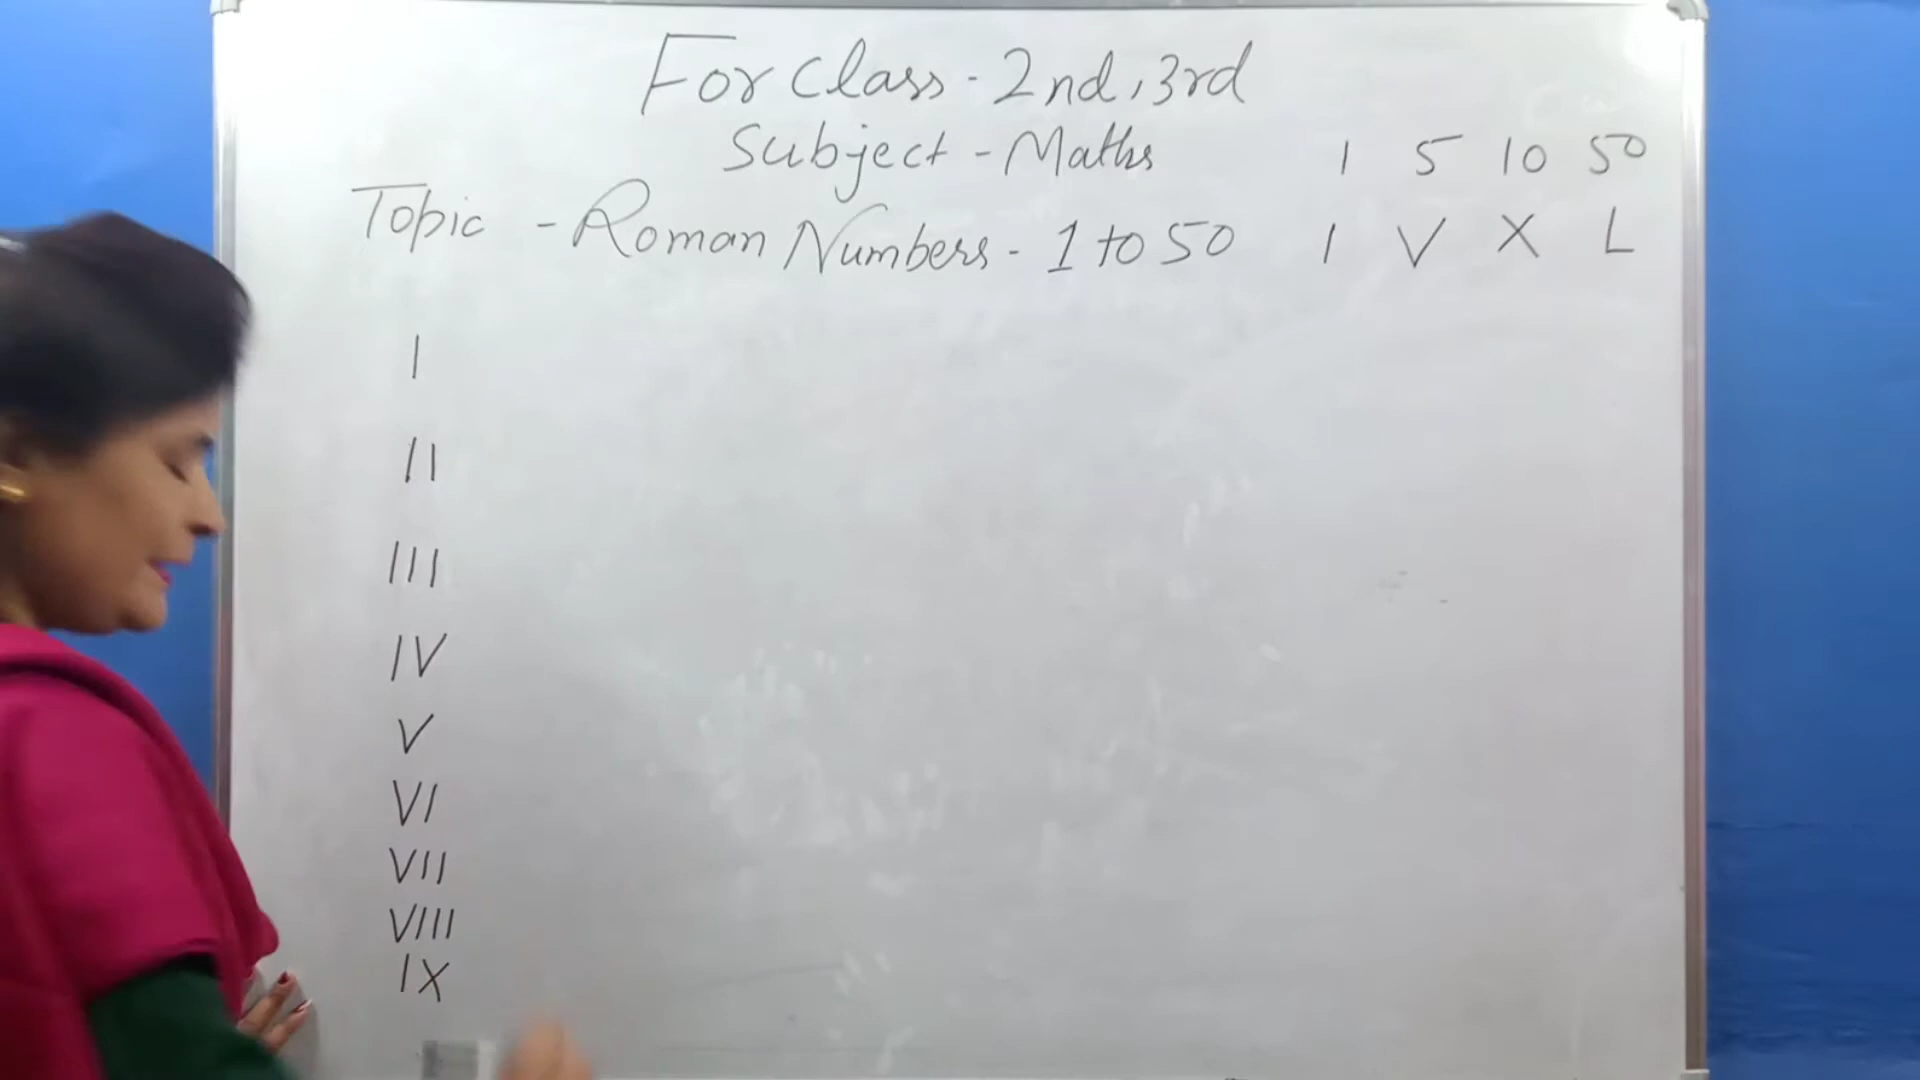 For Class - 2nd, 3rd
Subject - Maths
1 5 10 50
Topic - Roman Numbers - 1 to 50
I V X L
I
II
III
IV
V
VI
VII
VIII
IX